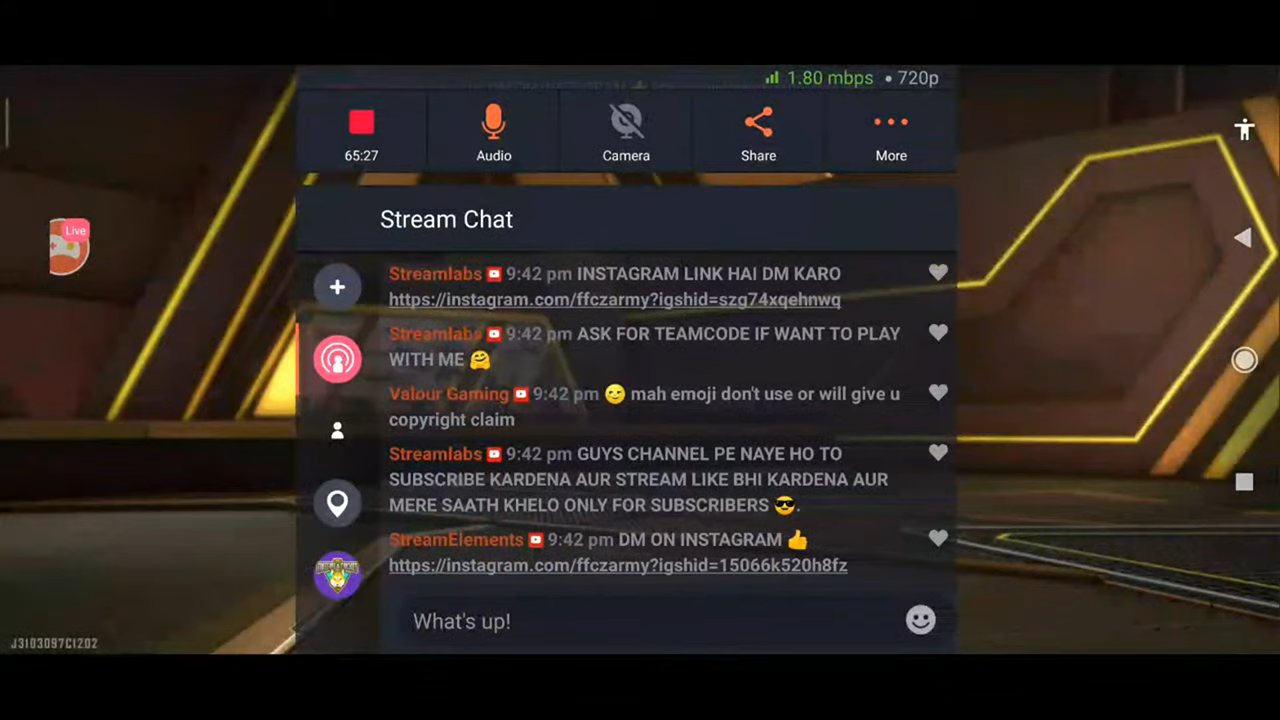 1.80 mbps • 720p
65:27
Audio
Camera
Share
More
Live
Stream Chat
Streamlabs 9:42 pm INSTAGRAM LINK HAI DM KARO
https://instagram.com/ffczarmy?igshid=szg74xqehnwq
Streamlabs 9:42 pm ASK FOR TEAMCODE IF WANT TO PLAY
WITH ME 🤗
Valour Gaming 9:42 pm 😏 mah emoji don't use or will give u
copyright claim
Streamlabs 9:42 pm GUYS CHANNEL PE NAYE HO TO
SUBSCRIBE KARDENA AUR STREAM LIKE BHI KARDENA AUR
MERE SAATH KHELO ONLY FOR SUBSCRIBERS 😎.
StreamElements 9:42 pm DM ON INSTAGRAM 👍
https://instagram.com/ffczarmy?igshid=15066k520h8fz
What's up!